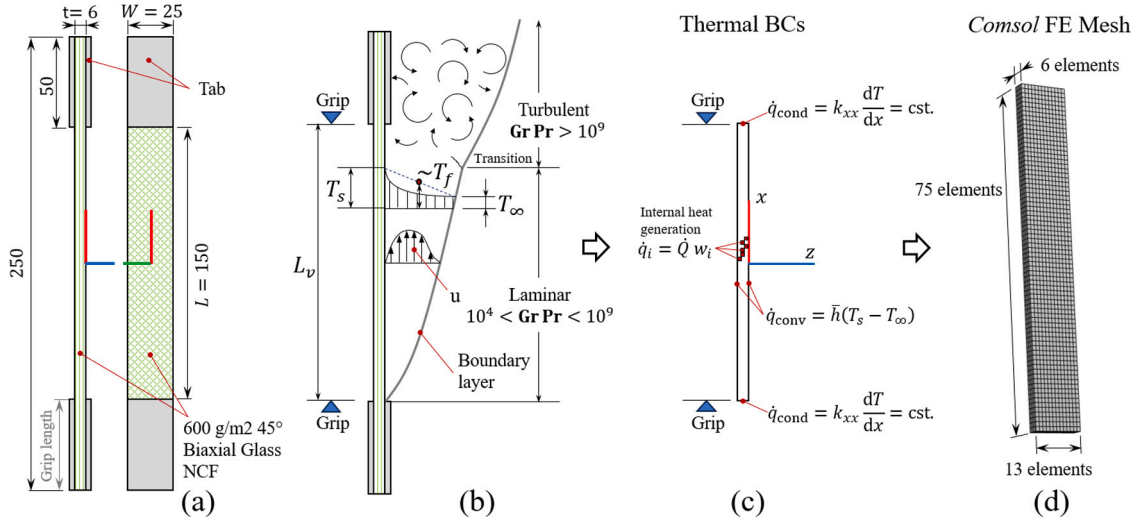 t= 6
W = 25
50
Tab
250
L = 150
Grip length
600 g/m2 45°
Biaxial Glass
NCF
(a)
Grip
Turbulent
Gr Pr > 10⁹
Transition
~T_f
T_s
T_∞
L_v
u
Laminar
10⁴ < Gr Pr < 10⁹
Boundary
layer
Grip
(b)
Thermal BCs
Grip
q̇_cond = k_xx dT/dx = cst.
x
Internal heat
generation
q̇_i = Q̇ w_i
z
q̇_conv = h̅(T_s − T_∞)
Grip
q̇_cond = k_xx dT/dx = cst.
(c)
Comsol FE Mesh
6 elements
75 elements
13 elements
(d)